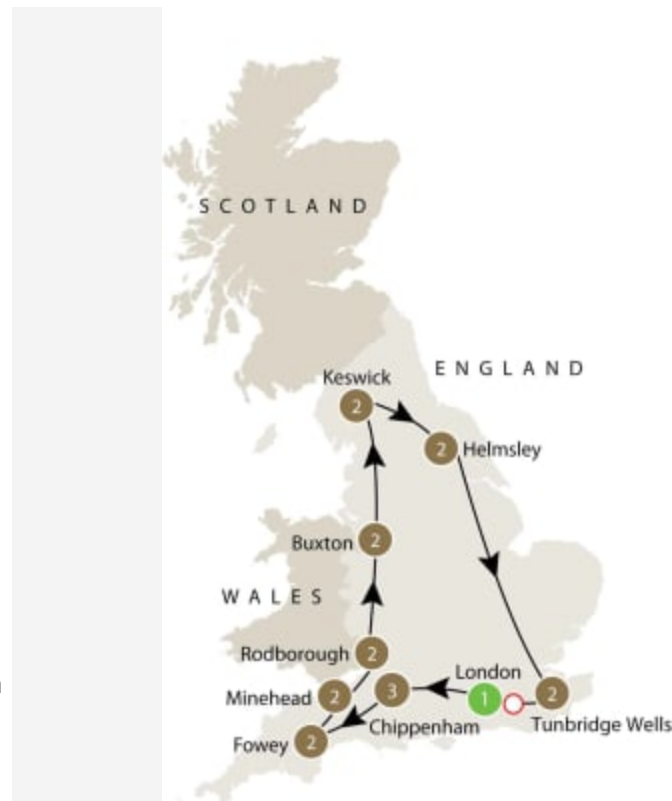 SCOTLAND
ENGLAND
Keswick
2
2 Helmsley
Buxton 2
WALES
Rodborough 2
London
Minehead 2
3
1
2
Chippenham
Tunbridge Wells
Fowey 2